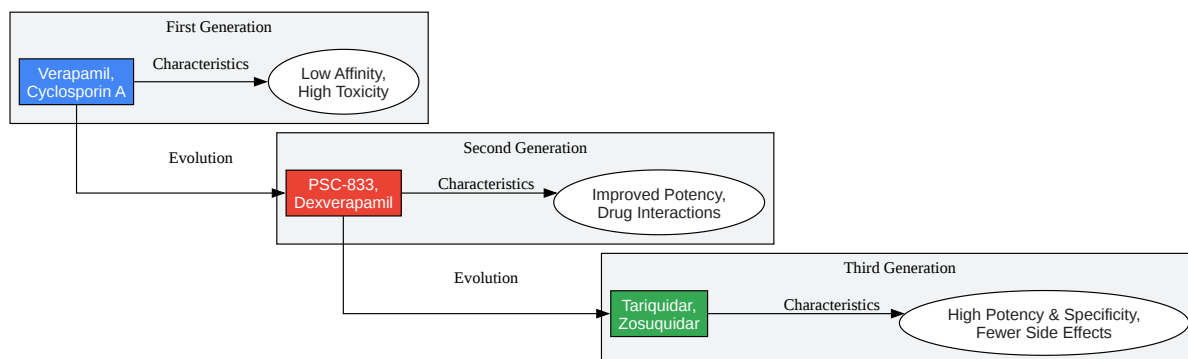 First Generation
Verapamil,
Cyclosporin A
Characteristics
Low Affinity,
High Toxicity
Evolution
Second Generation
PSC-833,
Dexverapamil
Characteristics
Improved Potency,
Drug Interactions
Evolution
Third Generation
Tariquidar,
Zosuquidar
Characteristics
High Potency & Specificity,
Fewer Side Effects